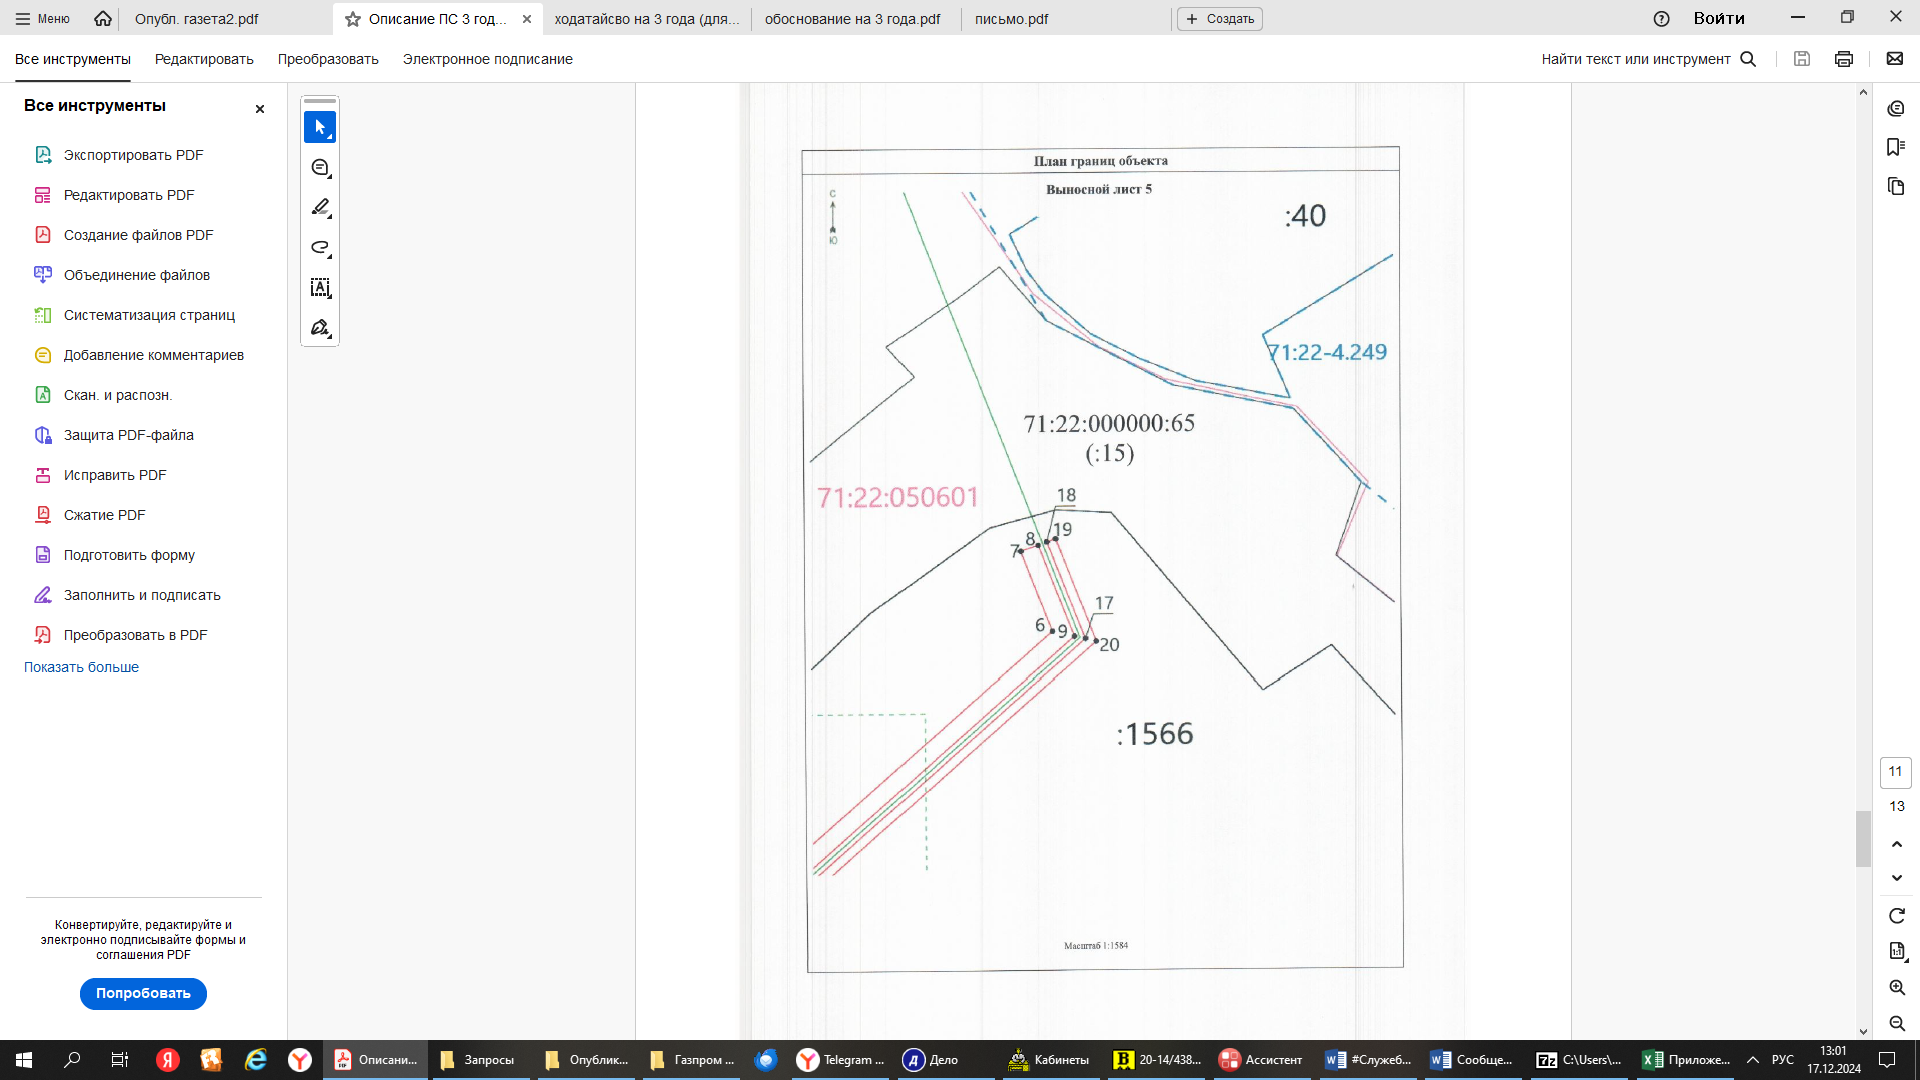 Меню
Опубл. газета2.pdf
Описание ПС 3 год...
ходатайсво на 3 года (для...
обоснование на 3 года.pdf
письмо.pdf
Создать
Войти
Все инструменты
Редактировать
Преобразовать
Электронное подписание
Найти текст или инструмент
Все инструменты
Экспортировать PDF
Редактировать PDF
Создание файлов PDF
Объединение файлов
Систематизация страниц
Добавление комментариев
Скан. и распозн.
Защита PDF-файла
Исправить PDF
Сжатие PDF
Подготовить форму
Заполнить и подписать
Преобразовать в PDF
Показать больше
Конвертируйте, редактируйте и
электронно подписывайте формы и
соглашения PDF
Попробовать
План границ объекта
Выносной лист 5
С
Ю
:40
71:22-4.249
71:22:000000:65
(:15)
71:22:050601
18
19
8
7
17
6
9
20
:1566
Масштаб 1:1584
11
13
Описани...
Запросы
Опублик...
Газпром ...
Telegram ...
Дело
Кабинеты
20-14/438...
Ассистент
#Служеб...
Сообще...
C:\Users\...
Приложе...
РУС
13:01
17.12.2024